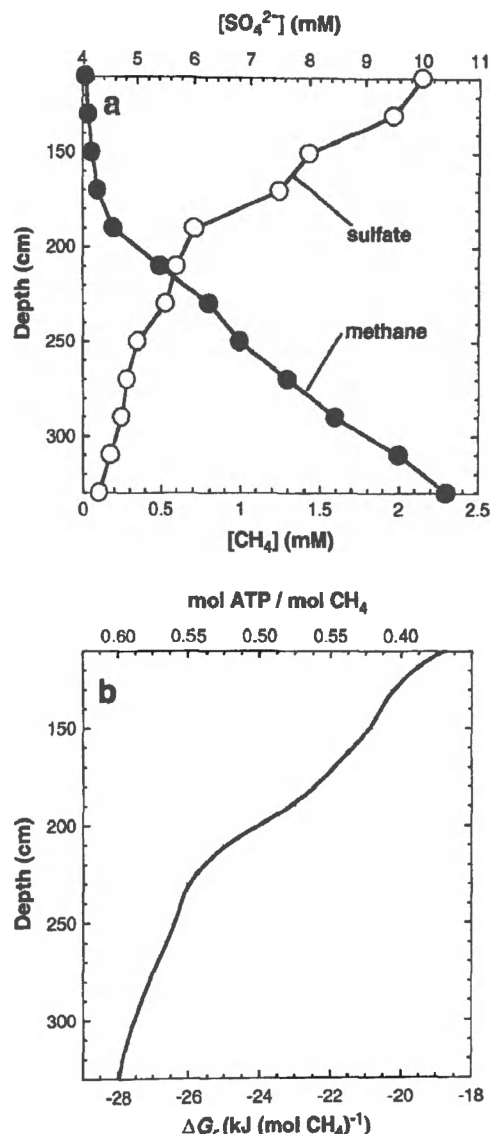 [SO₄²⁻] (mM)
4 5 6 7 8 9 10 11
a
150
200
250
300
Depth (cm)
sulfate
methane
0 0.5 1 1.5 2 2.5
[CH₄] (mM)
mol ATP / mol CH₄
0.60 0.55 0.50 0.55 0.40
b
150
200
250
300
Depth (cm)
-28 -26 -24 -22 -20 -18
ΔGᵣ (kJ (mol CH₄)⁻¹)